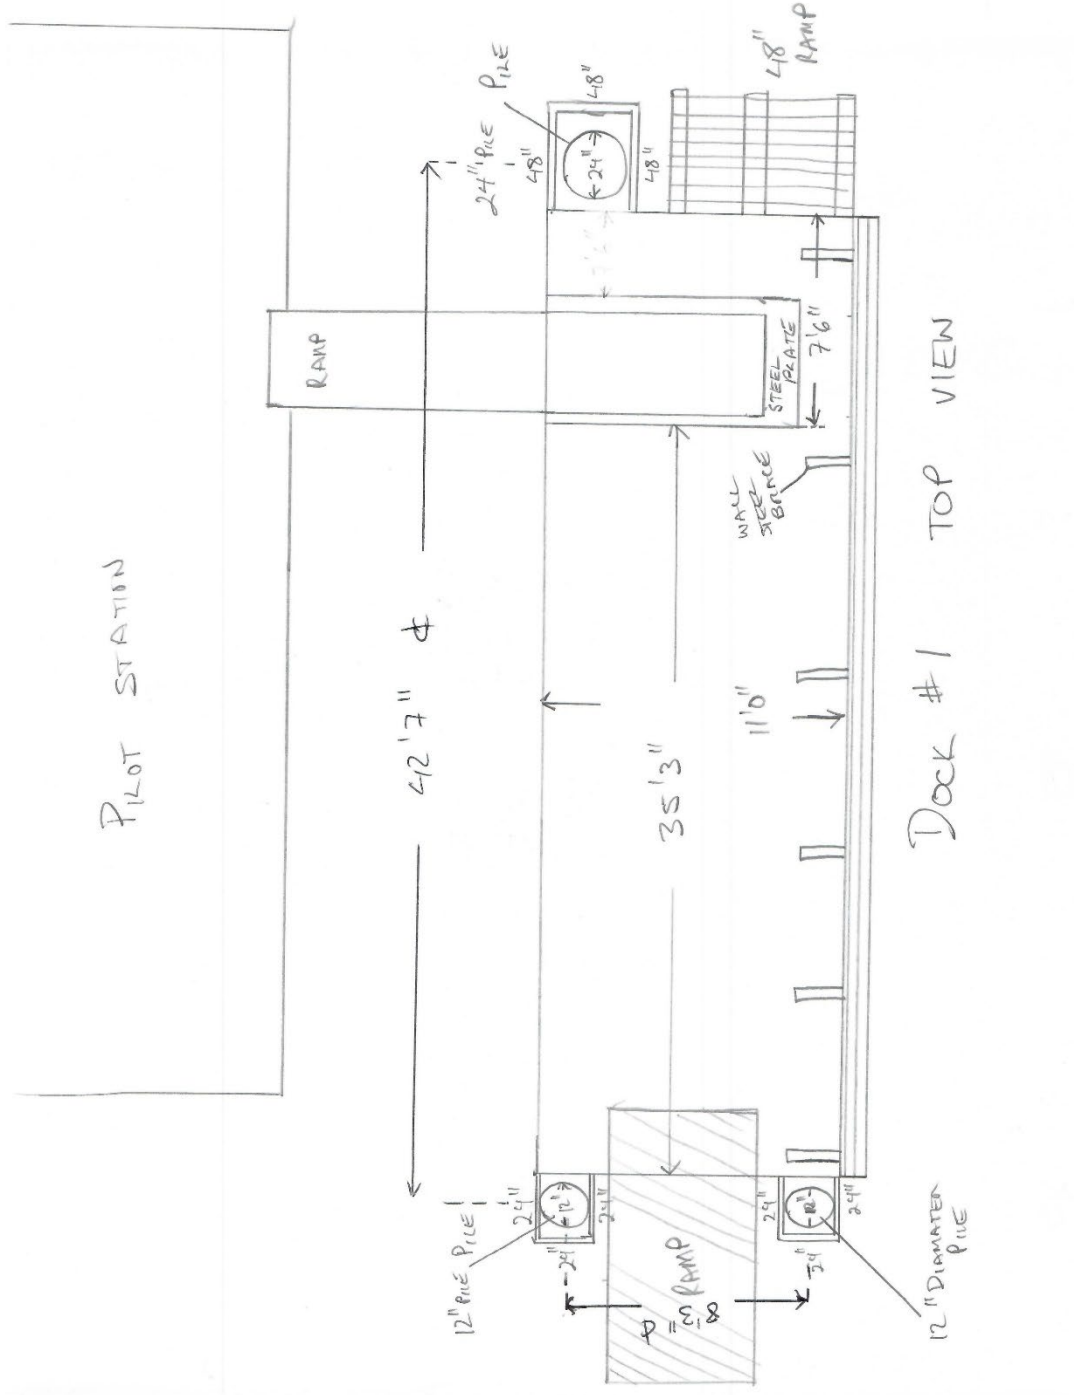 PILOT STATION
24" PILE
PILE
48"
48"
48"
24"
48"
RAMP
RAMP
42'7"
STEEL
PLATE
7'6"
WALL
STEEL
BRACE
35'3"
11'0"
12" PILE
PILE
24"
24"
24"
12"
RAMP
8'3"
24"
24"
24"
12"
12" DIAMATER
PILE
DOCK #1 TOP VIEW